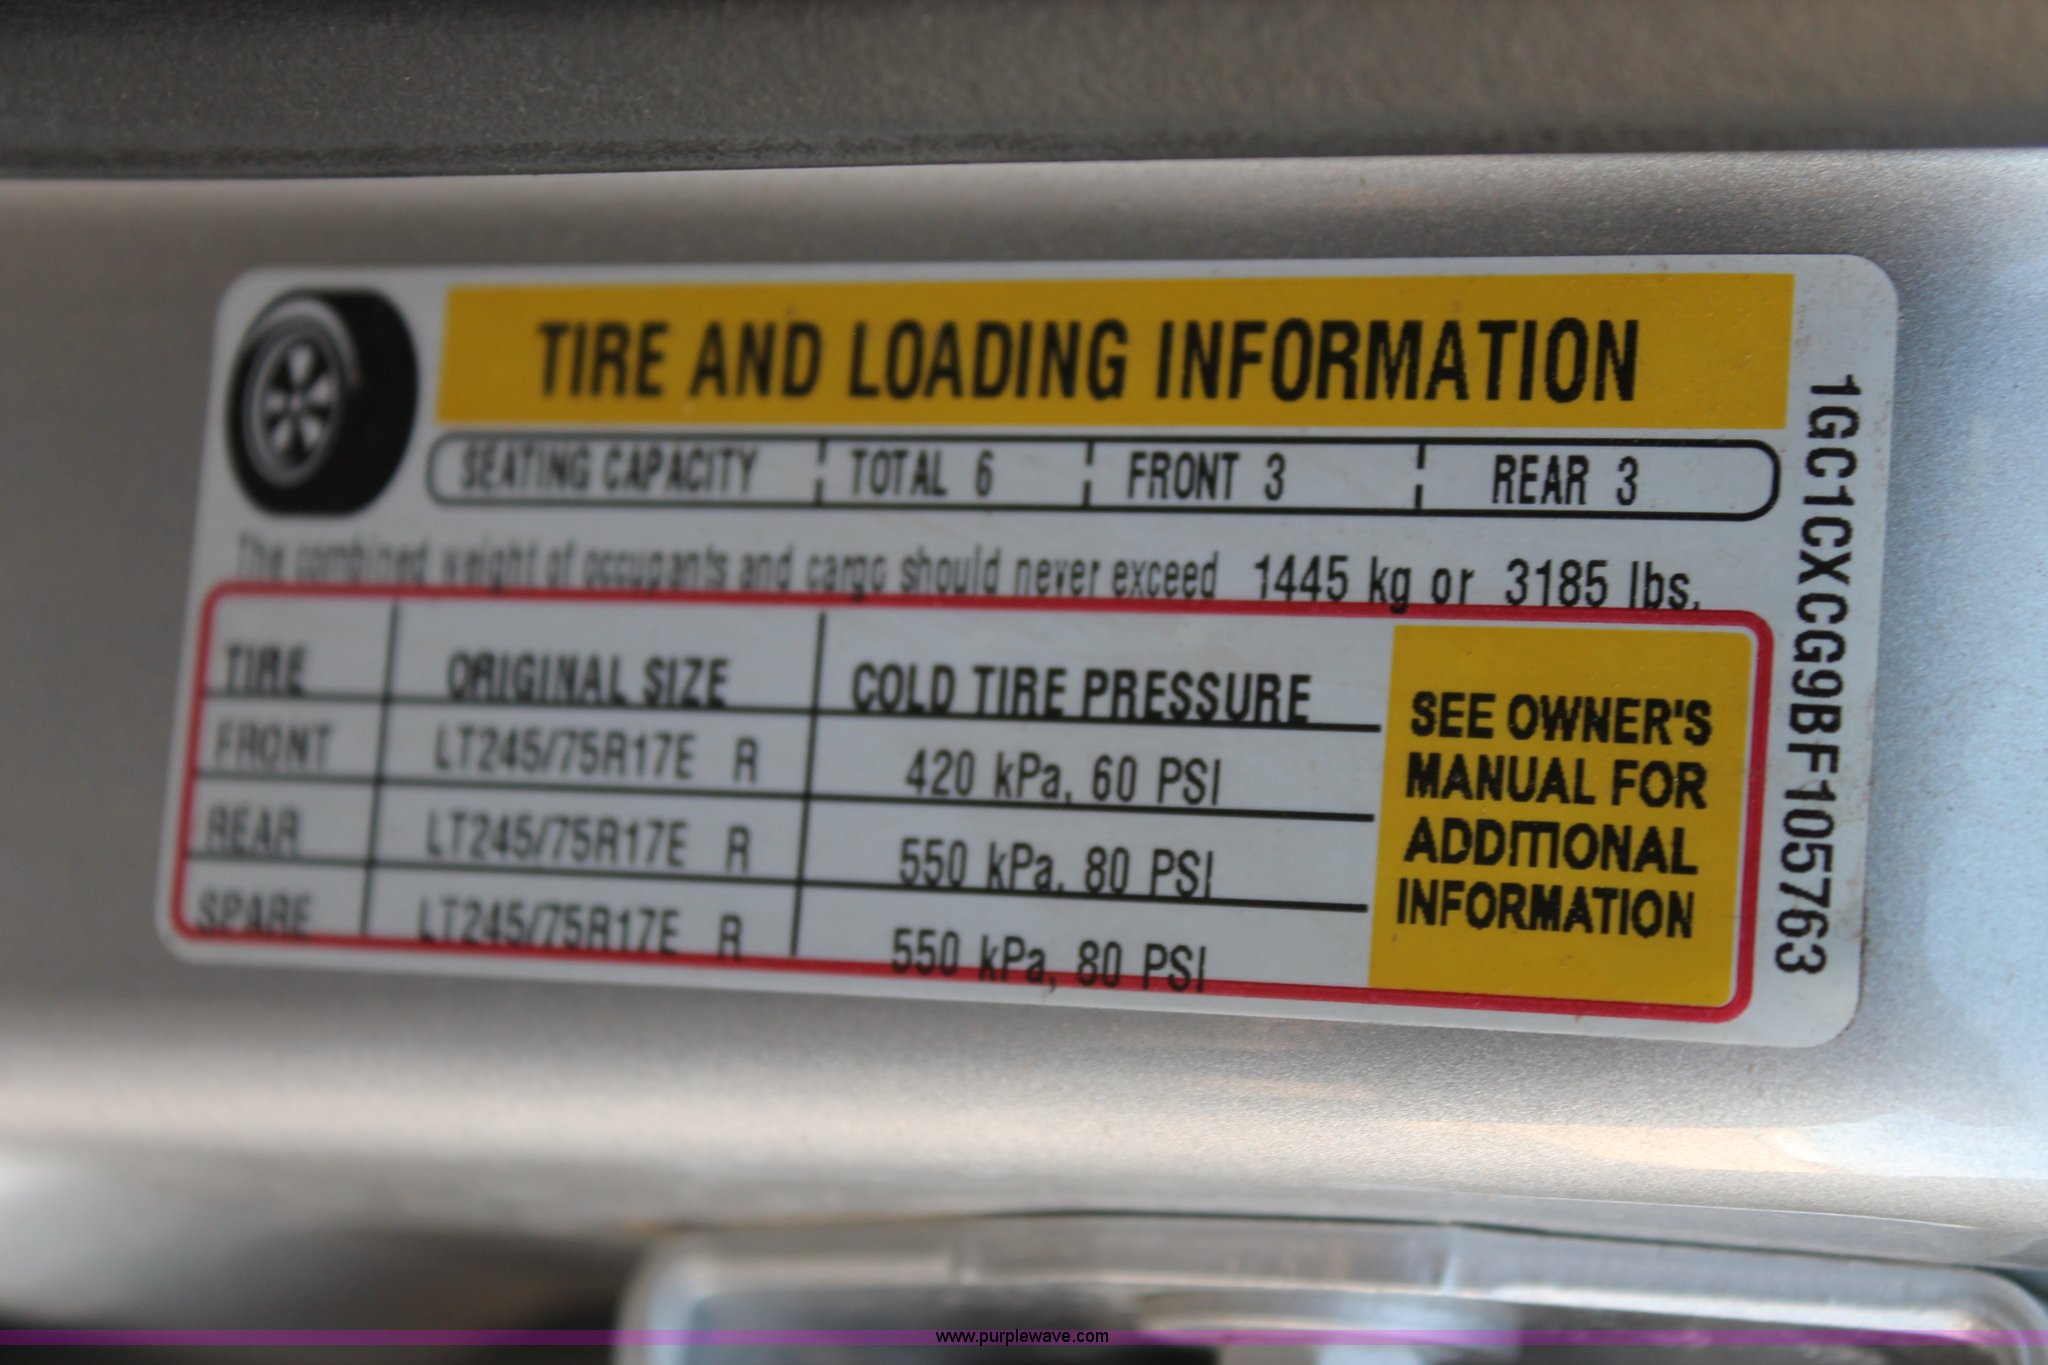 TIRE AND LOADING INFORMATION
SEATING CAPACITY TOTAL 6 FRONT 3 REAR 3
The combined weight of occupants and cargo should never exceed 1445 kg or 3185 lbs.
TIRE ORIGINAL SIZE COLD TIRE PRESSURE
FRONT LT245/75R17E R 420 kPa, 60 PSI
REAR LT245/75R17E R 550 kPa, 80 PSI
SPARE LT245/75R17E R 550 kPa, 80 PSI
SEE OWNER'S
MANUAL FOR
ADDITIONAL
INFORMATION
1GC1CXCG9BF105763
www.purplewave.com